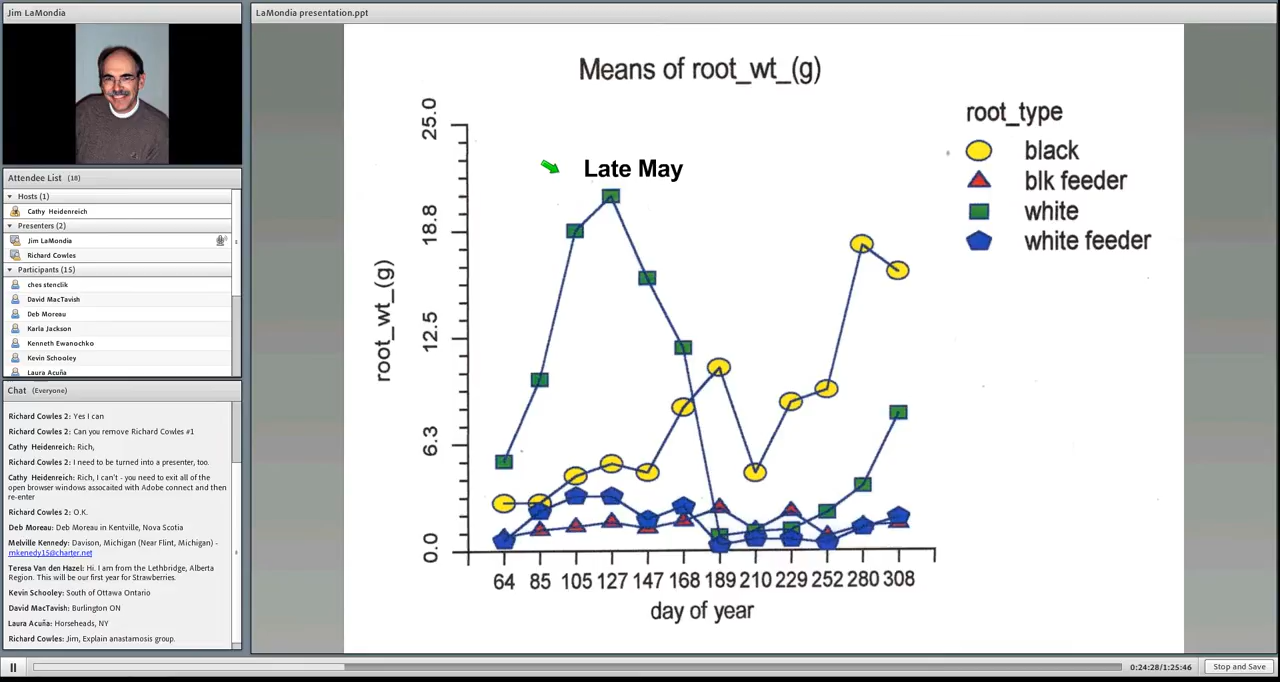 Jim LaMondia
LaMondia presentation.ppt
Attendee List (18)
Hosts (1)
Cathy Heidenreich
Presenters (2)
Jim LaMondia
Richard Cowles
Participants (15)
ches stenclik
David MacTavish
Deb Moreau
Karla Jackson
Kenneth Ewanochko
Kevin Schooley
Laura Acuña
Chat (Everyone)
Richard Cowles 2: Yes I can
Richard Cowles 2: Can you remove Richard Cowles #1
Cathy Heidenreich: Rich,
Richard Cowles 2: I need to be turned into a presenter, too.
Cathy Heidenreich: Rich, I can't - you need to exit all of the
open browser windows assocaited with Adobe connect and then
re-enter
Richard Cowles 2: O.K.
Deb Moreau: Deb Moreau in Kentville, Nova Scotia
Melville Kennedy: Davison, Michigan (Near Flint, Michigan) -
mkenedy15@charter.net
Teresa Van den Hazel: Hi. I am from the Lethbridge, Alberta
Region. This will be our first year for Strawberries.
Kevin Schooley: South of Ottawa Ontario
David MacTavish: Burlington ON
Laura Acuña: Horseheads, NY
Richard Cowles: Jim, Explain anastamosis group.
Means of root_wt_(g)
root_type
black
blk feeder
white
white feeder
Late May
root_wt_(g)
25.0
18.8
12.5
6.3
0.0
64 85 105 127 147 168 189 210 229 252 280 308
day of year
0:24:28/1:25:46
Stop and Save